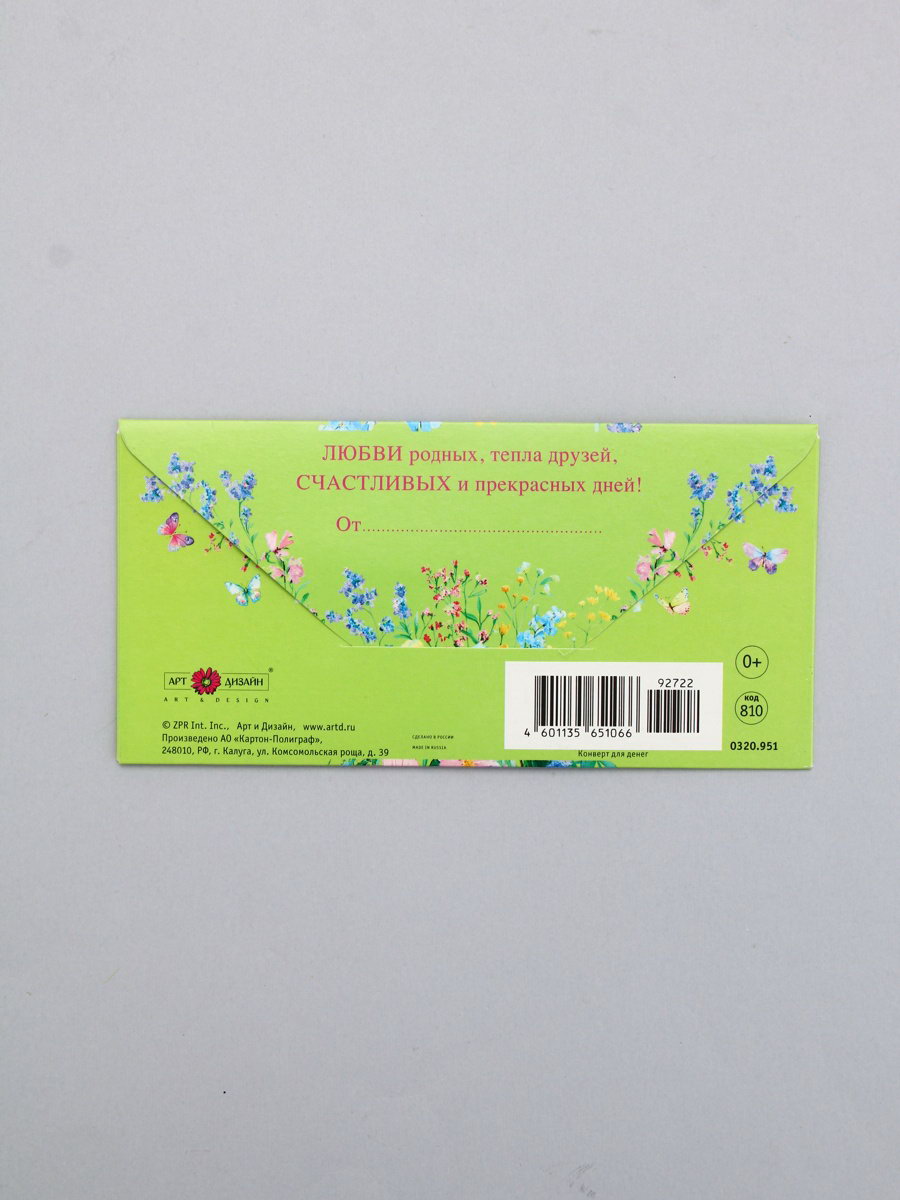 ЛЮБВИ родных, тепла друзей,
СЧАСТЛИВЫХ и прекрасных дней!
От........................................................
АРТ ДИЗАЙН ®
ART & DESIGN
© ZPR Int. Inc., Арт и Дизайн, www.artd.ru
Произведено АО «Картон-Полиграф»,
248010, РФ, г. Калуга, ул. Комсомольская роща, д. 39
СДЕЛАНО В РОССИИ
MADE IN RUSSIA
92722
4 601135 651066
Конверт для денег
0+
код
810
0320.951